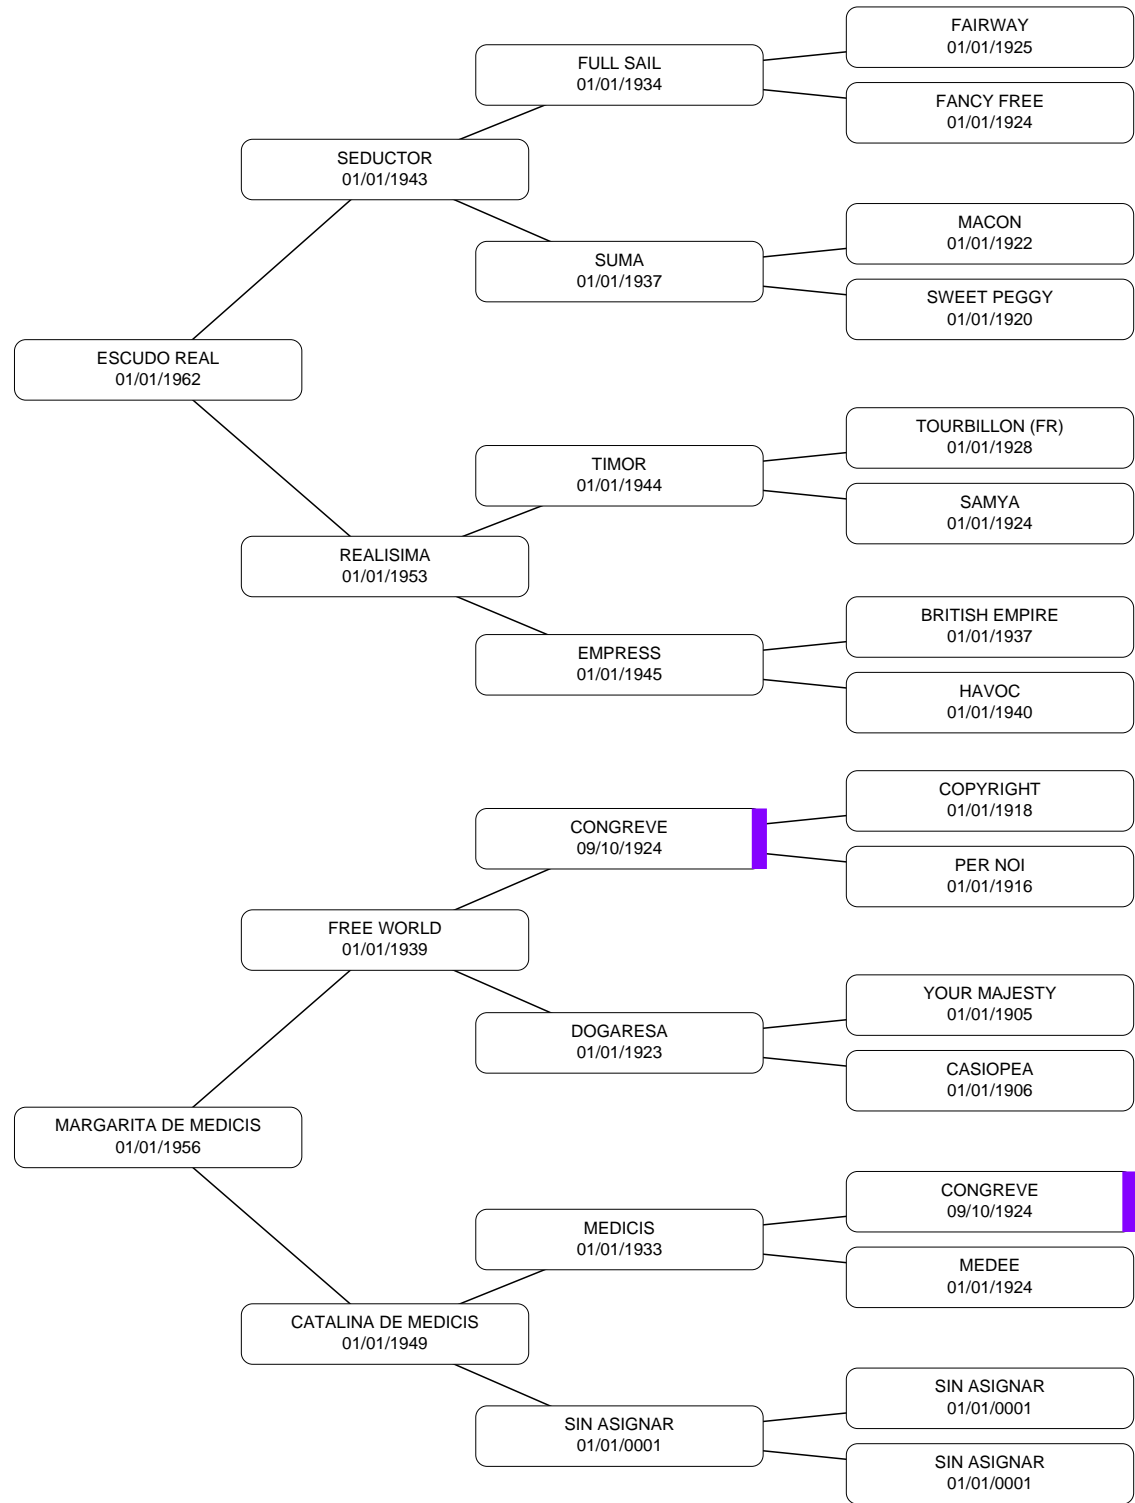 FAIRWAY
01/01/1925
FULL SAIL
01/01/1934
FANCY FREE
01/01/1924
SEDUCTOR
01/01/1943
MACON
01/01/1922
SUMA
01/01/1937
SWEET PEGGY
01/01/1920
ESCUDO REAL
01/01/1962
TOURBILLON (FR)
01/01/1928
TIMOR
01/01/1944
SAMYA
01/01/1924
REALISIMA
01/01/1953
BRITISH EMPIRE
01/01/1937
EMPRESS
01/01/1945
HAVOC
01/01/1940
COPYRIGHT
01/01/1918
CONGREVE
09/10/1924
PER NOI
01/01/1916
FREE WORLD
01/01/1939
YOUR MAJESTY
01/01/1905
DOGARESA
01/01/1923
CASIOPEA
01/01/1906
MARGARITA DE MEDICIS
01/01/1956
CONGREVE
09/10/1924
MEDICIS
01/01/1933
MEDEE
01/01/1924
CATALINA DE MEDICIS
01/01/1949
SIN ASIGNAR
01/01/0001
SIN ASIGNAR
01/01/0001
SIN ASIGNAR
01/01/0001